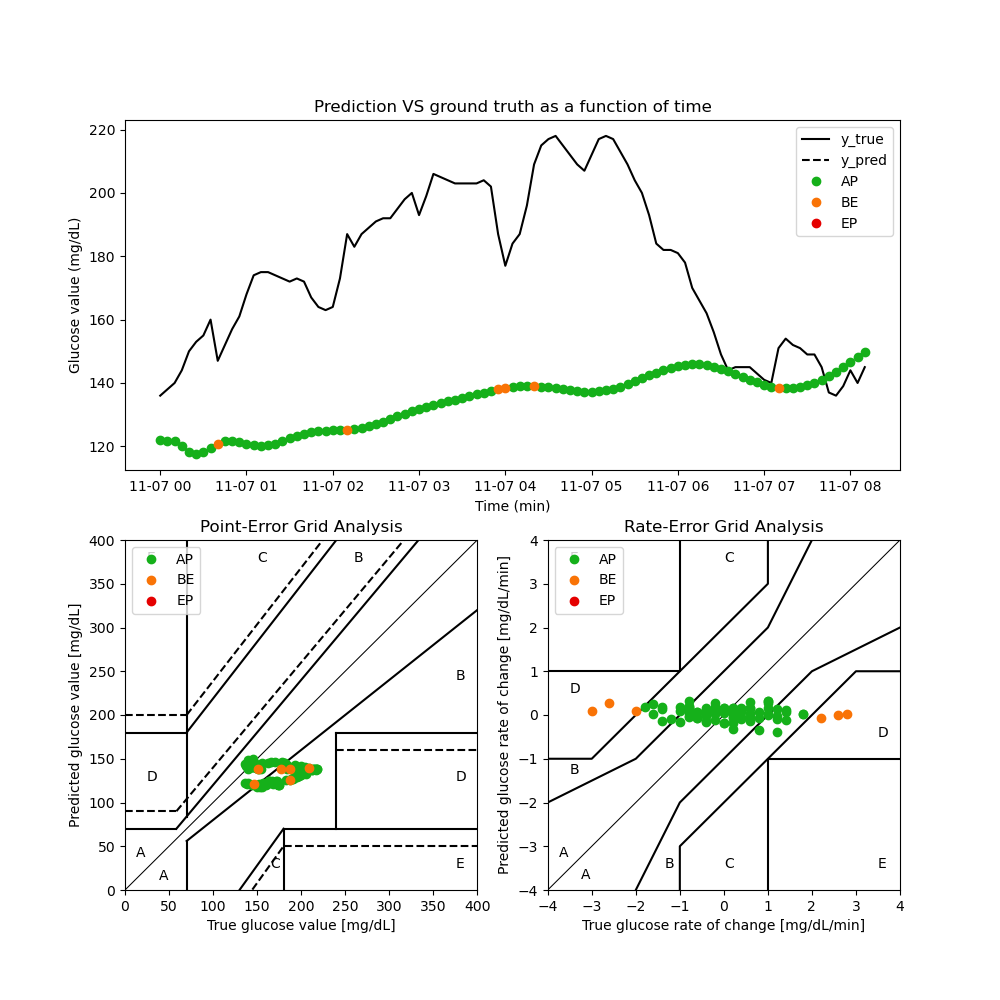 Prediction VS ground truth as a function of time
Glucose value (mg/dL)
220
200
180
160
140
120
y_true
y_pred
AP
BE
EP
11-07 00 11-07 01 11-07 02 11-07 03 11-07 04 11-07 05 11-07 06 11-07 07 11-07 08
Time (min)
Point-Error Grid Analysis
Predicted glucose value [mg/dL]
400
350
300
250
200
150
100
50
0
AP
BE
EP
C
B
B
D
D
A
A
C
E
0 50 100 150 200 250 300 350 400
True glucose value [mg/dL]
Rate-Error Grid Analysis
Predicted glucose rate of change [mg/dL/min]
4
3
2
1
0
−1
−2
−3
−4
AP
BE
EP
C
D
D
B
A
A
B
C
E
−4 −3 −2 −1 0 1 2 3 4
True glucose rate of change [mg/dL/min]